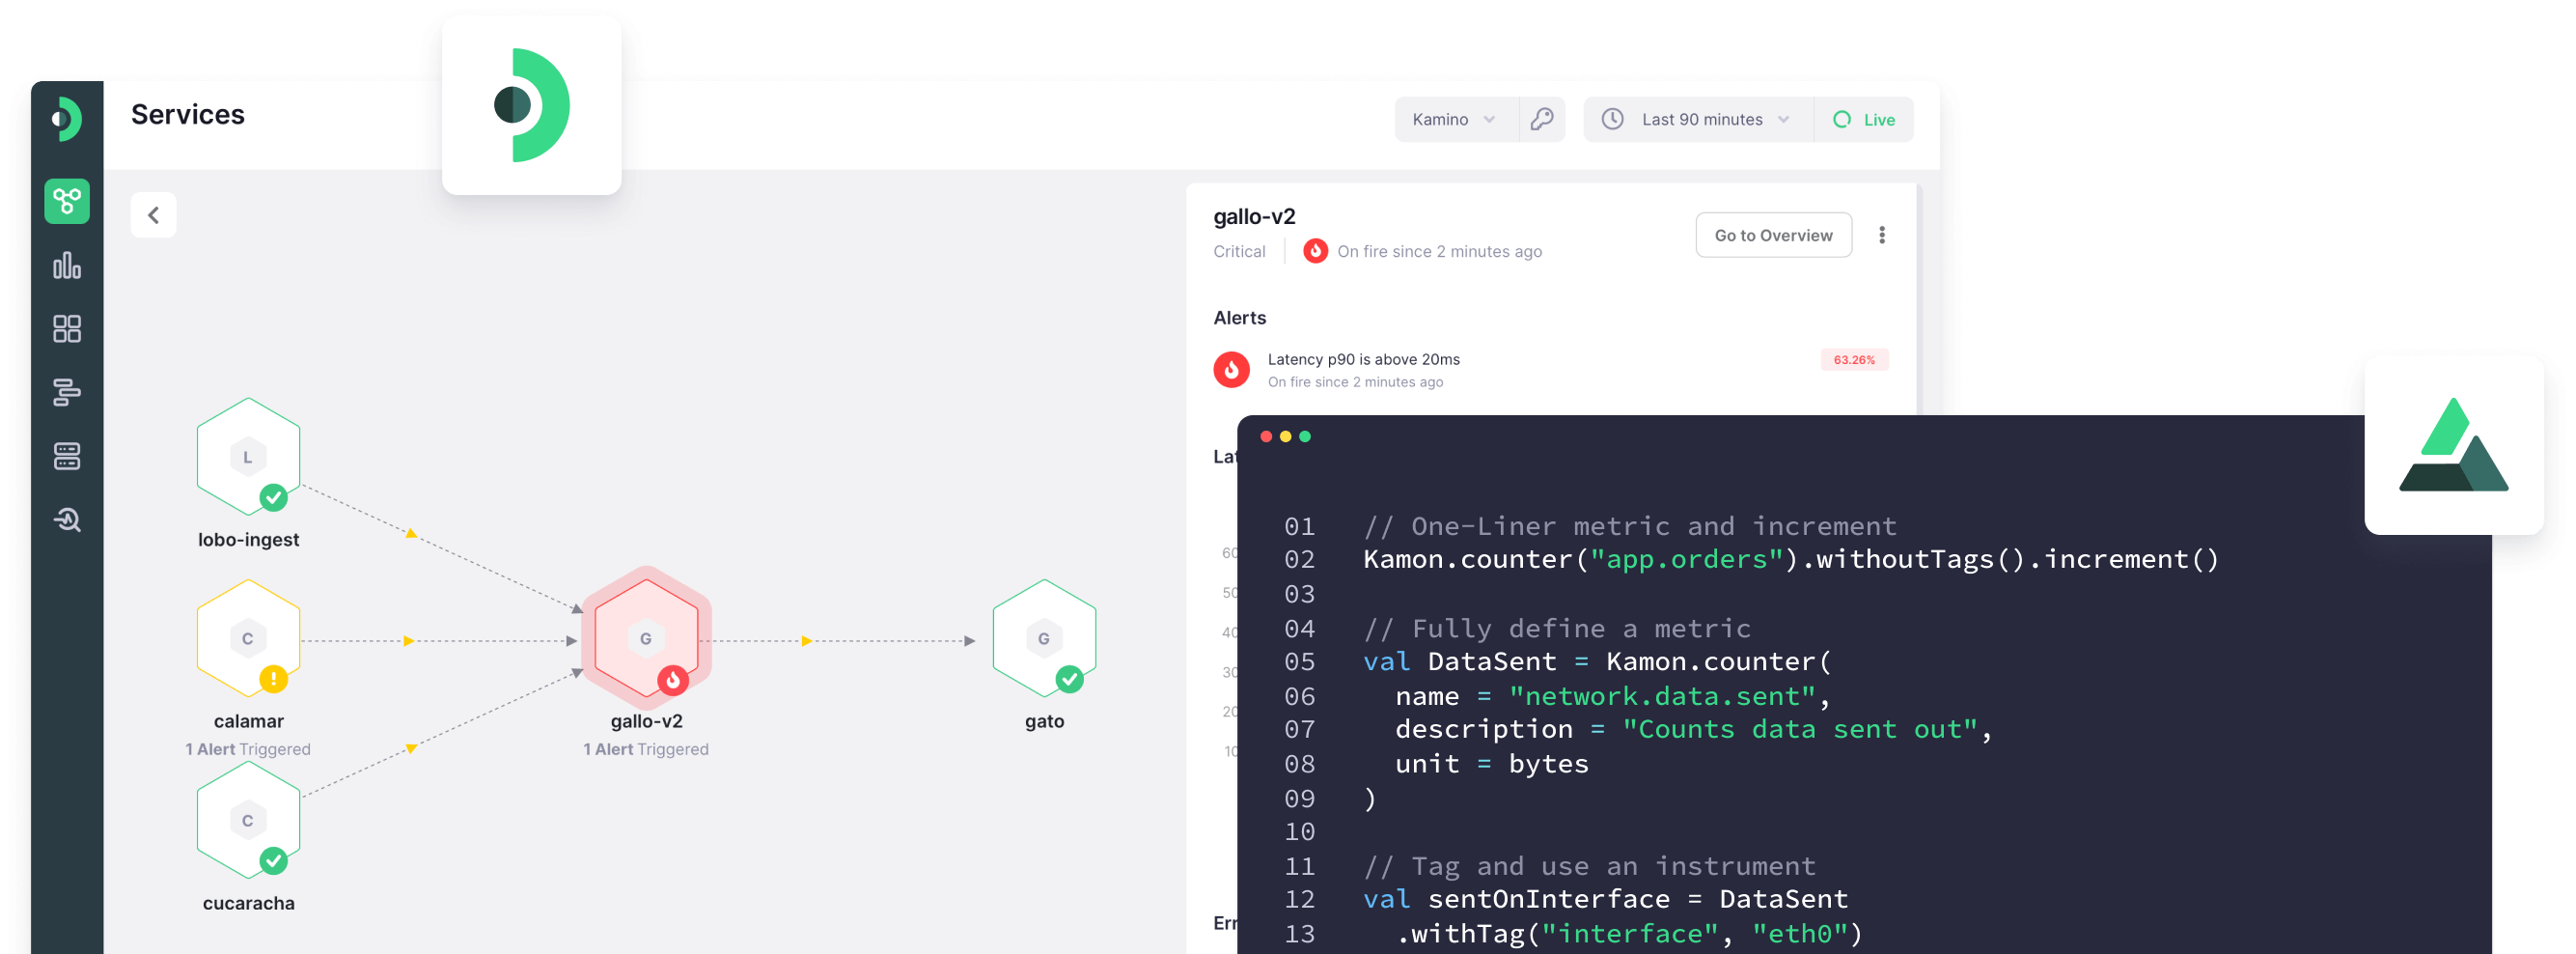 Services
Kamino
Last 90 minutes
Live
L
lobo-ingest
C
calamar
1 Alert Triggered
C
cucaracha
G
gallo-v2
1 Alert Triggered
G
gato
gallo-v2
Critical
On fire since 2 minutes ago
Go to Overview
Alerts
Latency p90 is above 20ms
On fire since 2 minutes ago
63.26%
50
40
30
20
10
01 // One-Liner metric and increment
02 Kamon.counter("app.orders").withoutTags().increment()
03
04 // Fully define a metric
05 val DataSent = Kamon.counter(
06 name = "network.data.sent",
07 description = "Counts data sent out",
08 unit = bytes
09 )
10
11 // Tag and use an instrument
12 val sentOnInterface = DataSent
13 .withTag("interface", "eth0")